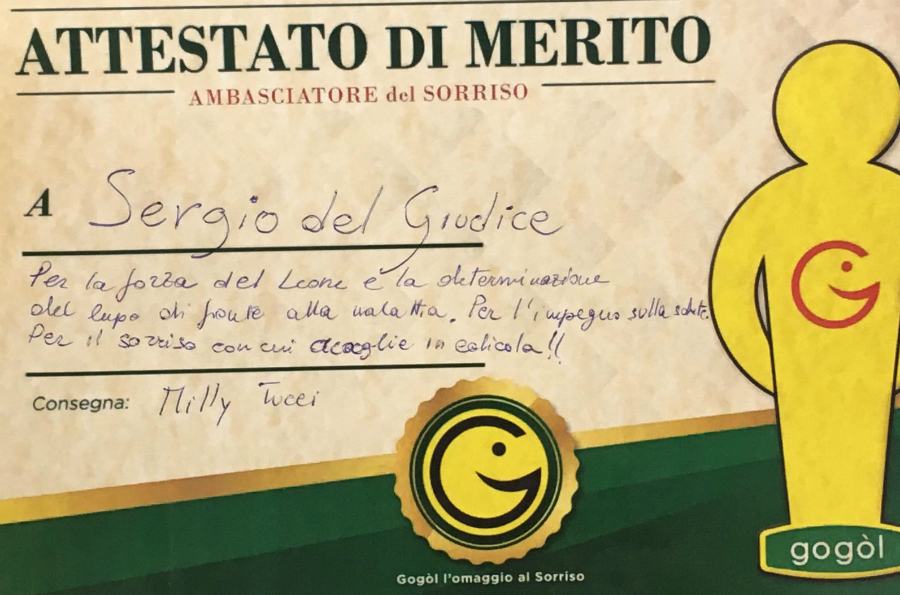 ATTESTATO DI MERITO
AMBASCIATORE del SORRISO
A Sergio del Giudice
Per la forza del Leone e la determinazione
del lupo di fronte alla malattia. Per l'impegno sulla salute.
Per il sorriso con cui accoglie in edicola!!
Consegna: Milly Tucci
Gogòl l'omaggio al Sorriso
gogòl